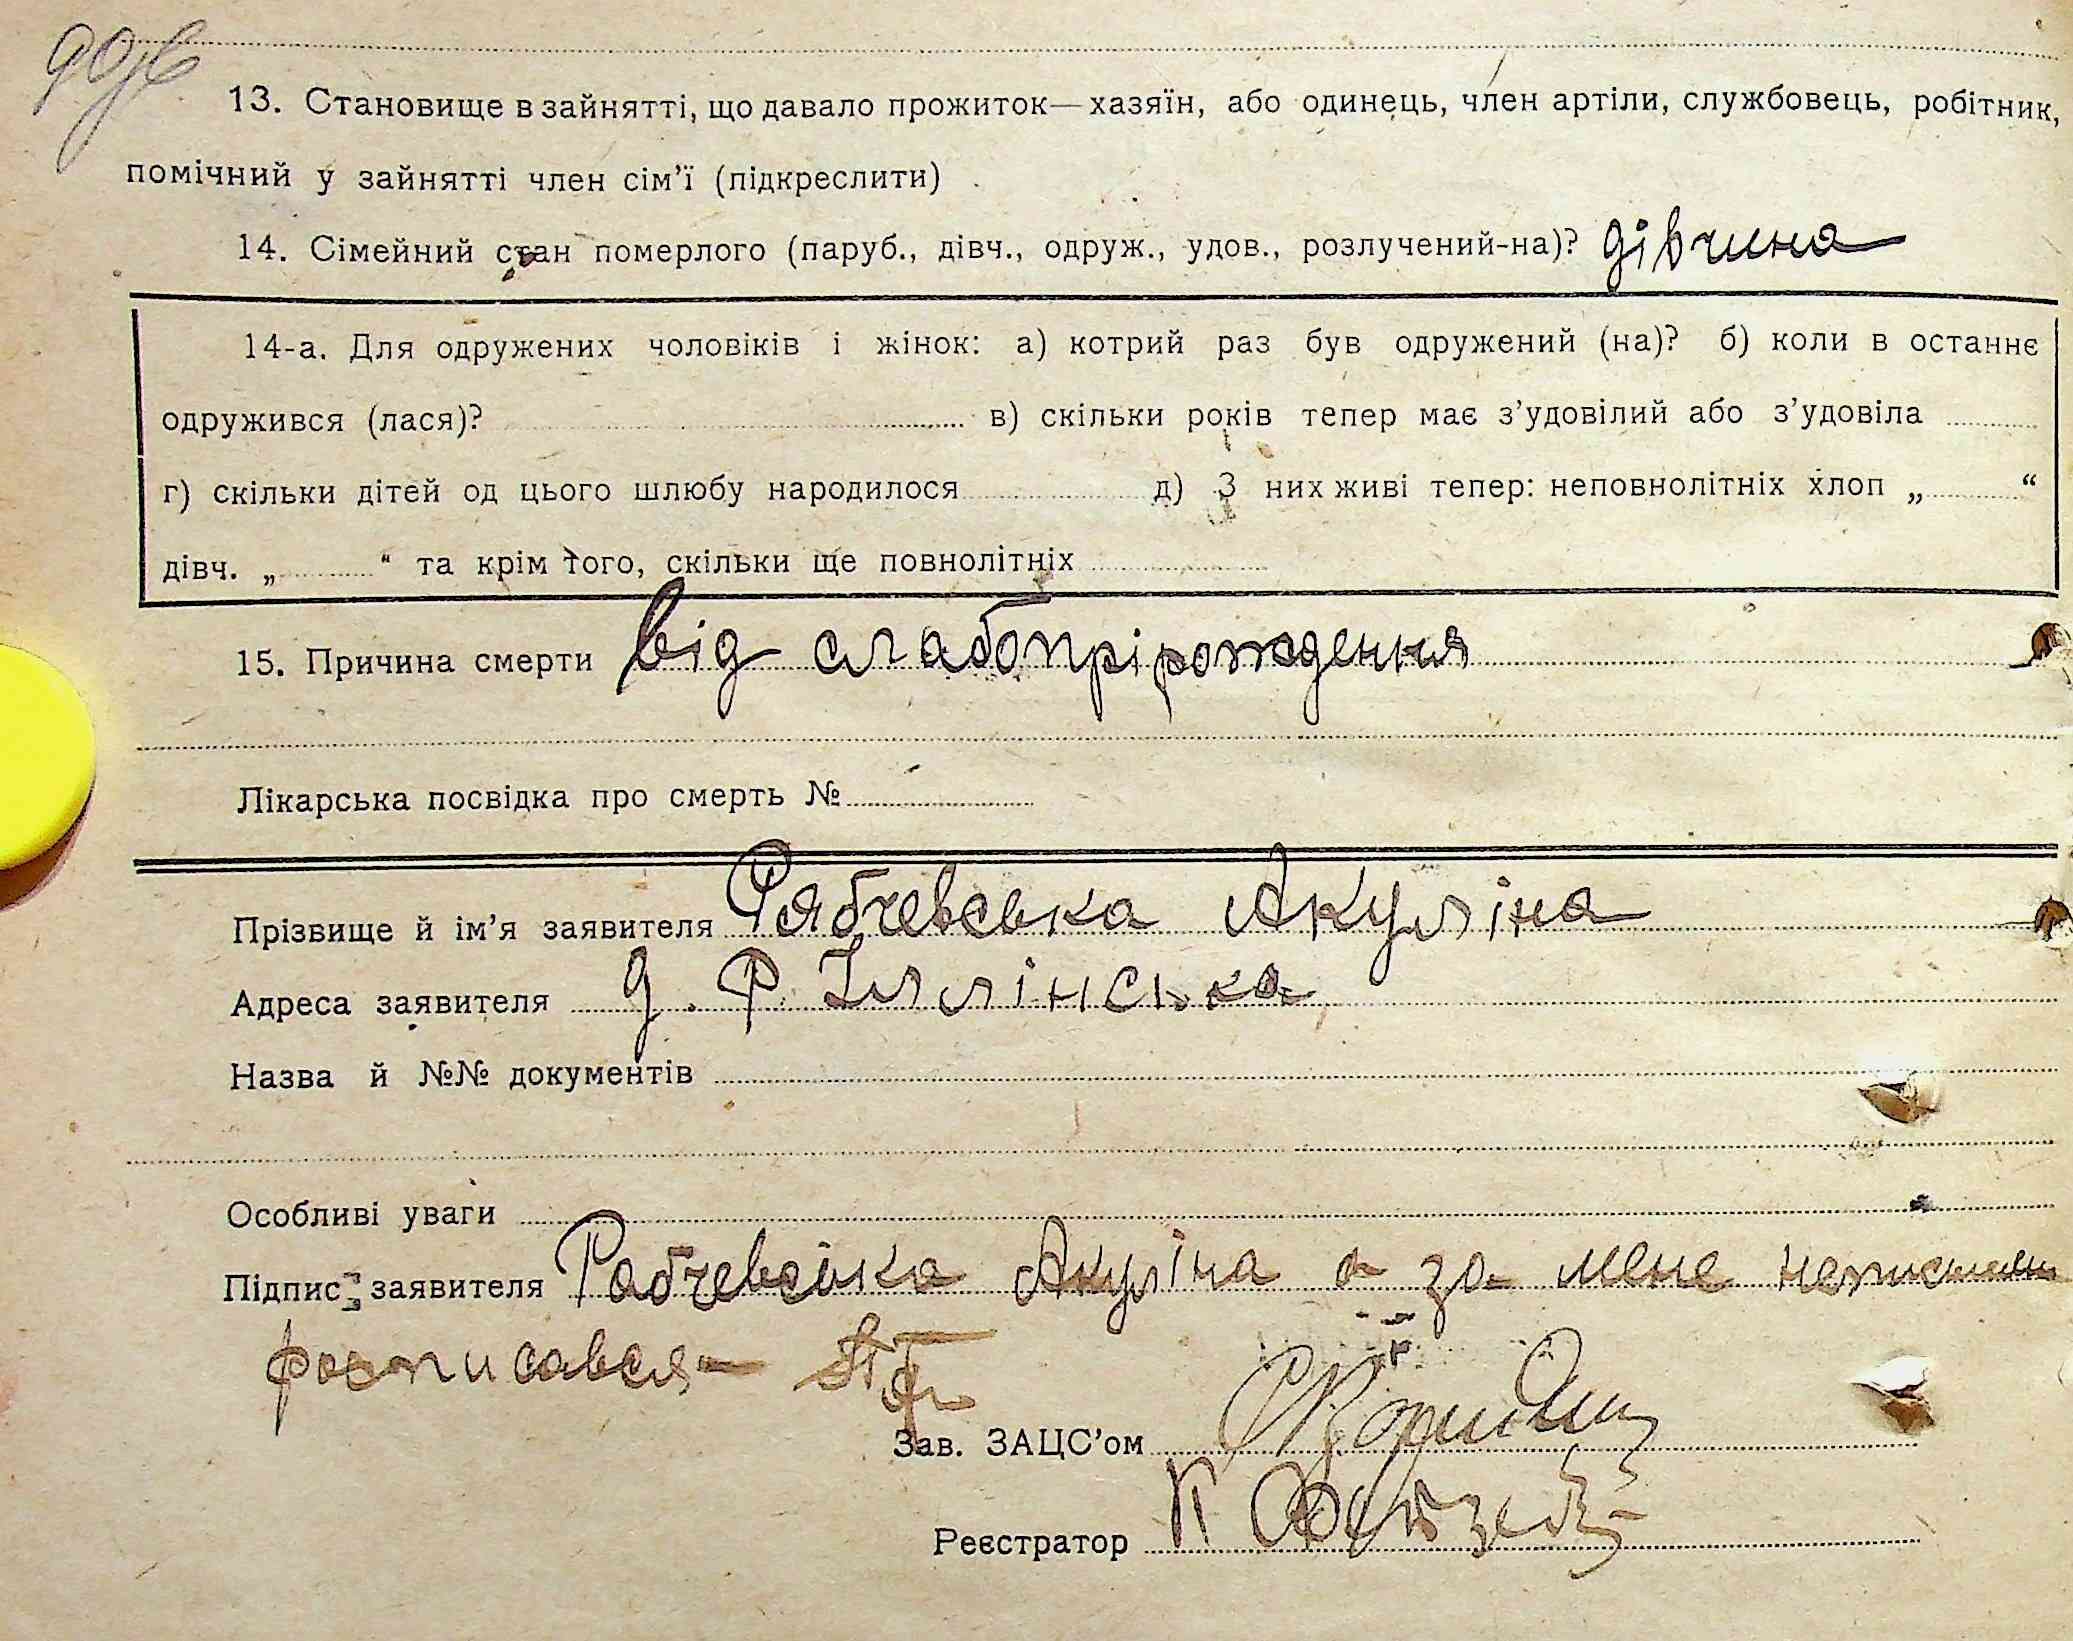 13. Становище в зайнятті, що давало прожиток—хазяїн, або одинець, член артіли, службовець, робітник,
помічний у зайнятті член сім'ї (підкреслити)
14. Сімейний стан померлого (паруб., дівч., одруж., удов., розлучений-на)? дівчина
14-а. Для одружених чоловіків і жінок: а) котрий раз був одружений (на)? б) коли в останнє
одружився (лася)? в) скільки років тепер має з'удовілий або з'удовіла
г) скільки дітей од цього шлюбу народилося д) З них живі тепер: неповнолітніх хлоп „ “
дівч. „ “ та крім того, скільки ще повнолітніх
15. Причина смерти від слабопрірождення
Лікарська посвідка про смерть №
Прізвище й ім'я заявителя Рябчевська Акуліна
Адреса заявителя д. Р. Іллінська
Назва й №№ документів
Особливі уваги
Підпис заявителя Рабчевська Акуліна а за мене
росписався
Зав. ЗАЦС'ом
Реєстратор